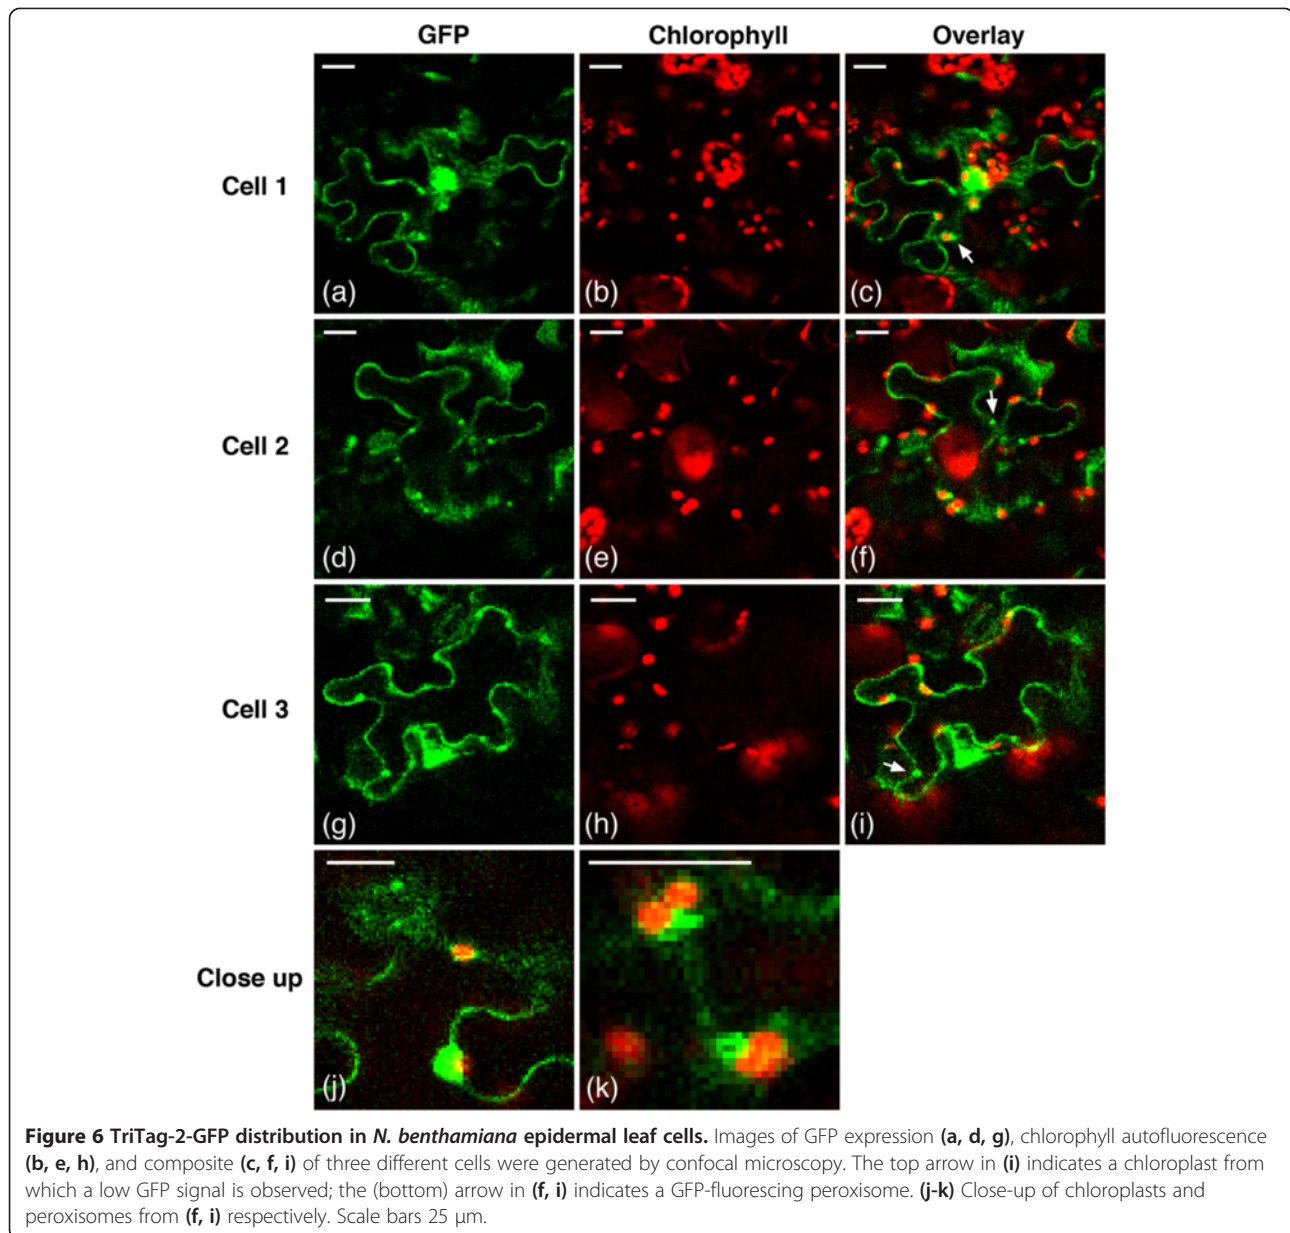 GFP Chlorophyll Overlay
Cell 1
(a) (b) (c)
Cell 2
(d) (e) (f)
Cell 3
(g) (h) (i)
Close up
(j) (k)
Figure 6 TriTag-2-GFP distribution in N. benthamiana epidermal leaf cells. Images of GFP expression (a, d, g), chlorophyll autofluorescence
(b, e, h), and composite (c, f, i) of three different cells were generated by confocal microscopy. The top arrow in (i) indicates a chloroplast from
which a low GFP signal is observed; the (bottom) arrow in (f, i) indicates a GFP-fluorescing peroxisome. (j-k) Close-up of chloroplasts and
peroxisomes from (f, i) respectively. Scale bars 25 μm.